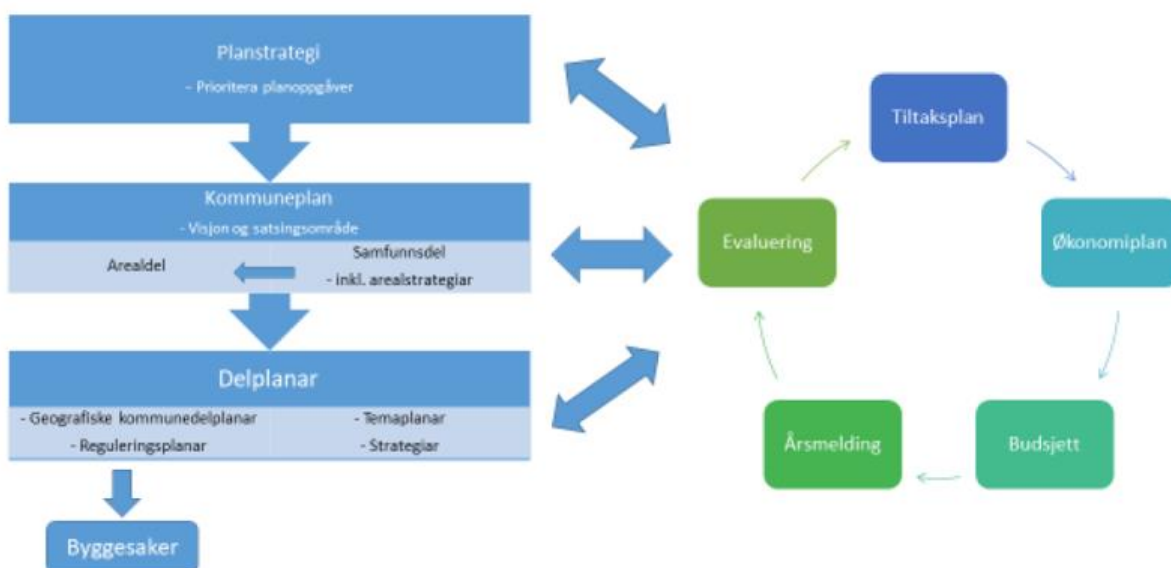 Planstrategi
- Prioritera planoppgåver
Kommuneplan
- Visjon og satsingsområde
Arealdel
Samfunnsdel
- inkl. arealstrategiar
Delplanar
- Geografiske kommunedelplanar
- Reguleringsplanar
- Temaplanar
- Strategiar
Byggesaker
Tiltaksplan
Økonomiplan
Budsjett
Årsmelding
Evaluering